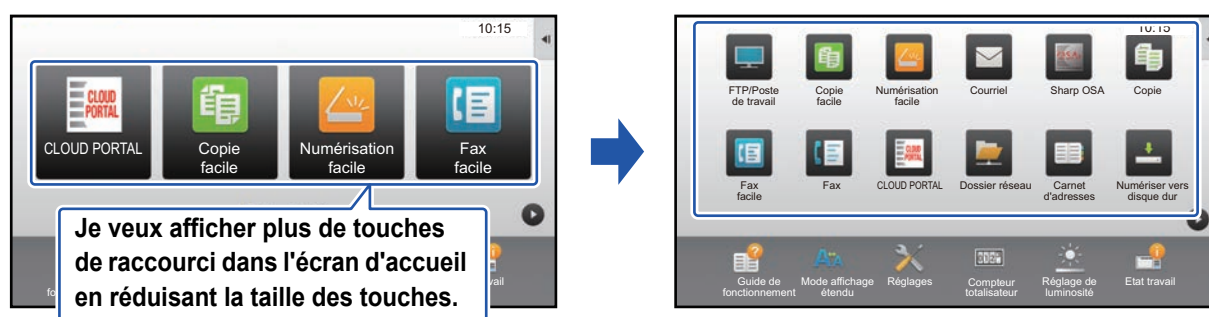 10:15
CLOUD
PORTAL
CLOUD PORTAL
Copie
facile
Numérisation
facile
Fax
facile
Je veux afficher plus de touches
de raccourci dans l'écran d'accueil
en réduisant la taille des touches.
10:15
FTP/Poste
de travail
Copie
facile
Numérisation
facile
Courriel
Sharp OSA
Copie
Fax
facile
Fax
CLOUD
PORTAL
CLOUD PORTAL
Dossier réseau
Carnet
d'adresses
Numériser vers
disque dur
Guide de
fonctionnement
Mode affichage
étendu
Réglages
Compteur
totalisateur
Réglage de
luminosité
Etat travail